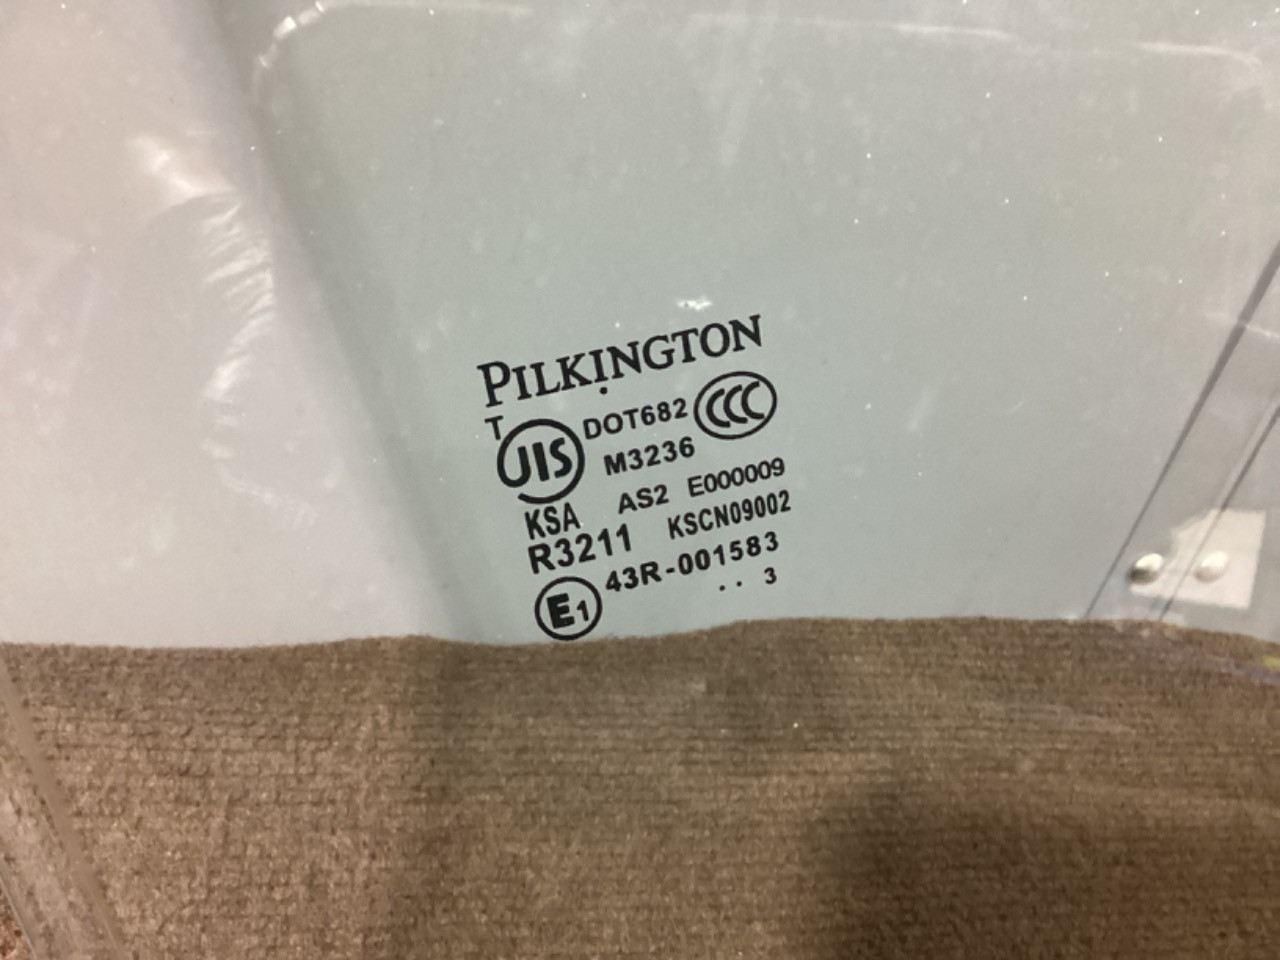 PILKINGTON
T JIS DOT682 CCC
M3236
KSA AS2 E000009
R3211 KSCN09002
E1 43R-001583
. . 3